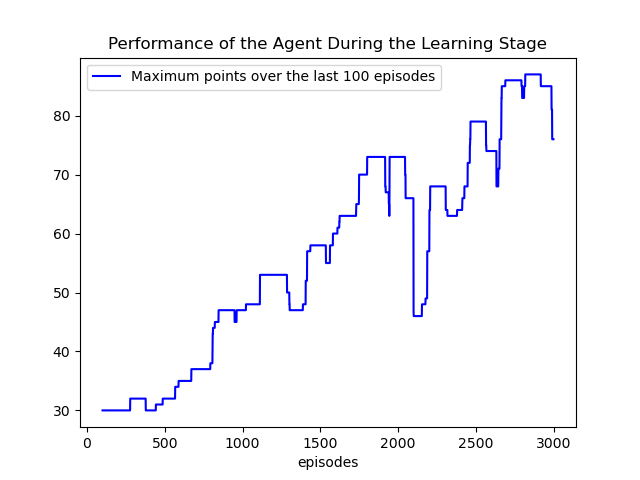 Performance of the Agent During the Learning Stage
Maximum points over the last 100 episodes
80
70
60
50
40
30
0 500 1000 1500 2000 2500 3000
episodes